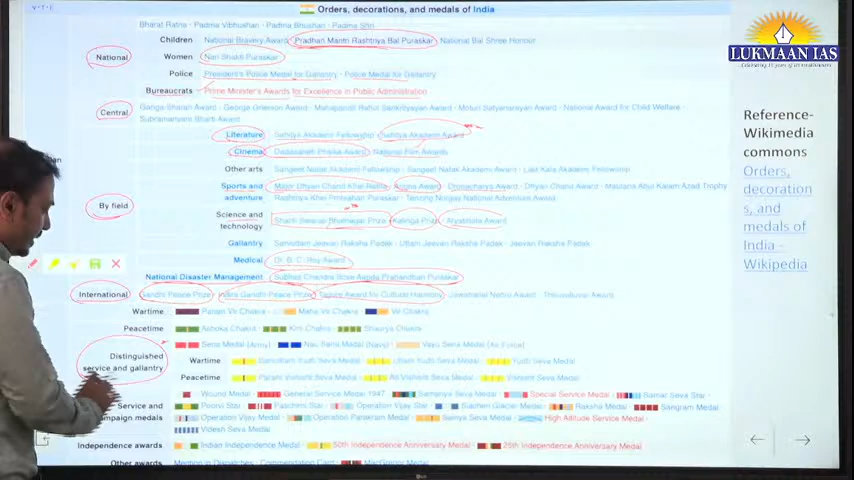 Orders, decorations, and medals of India
V · T · E
Bharat Ratna · Padma Vibhushan · Padma Bhushan · Padma Shri
Children National Bravery Award · Pradhan Mantri Rashtriya Bal Puraskar · National Bal Shree Honour
National Women Nari Shakti Puraskar
Police President's Police Medal for Gallantry · Police Medal for Gallantry
Bureaucrats Prime Minister's Awards for Excellence in Public Administration
Central Ganga Sharan Award · George Grierson Award · Mahapandit Rahul Sankrityayan Award · Moturi Satyanarayan Award · National Award for Child Welfare ·
Subramanyam Bharti Award
Literature Sahitya Akademi Fellowship · Sahitya Akademi Award
Cinema Dadasaheb Phalke Award · National Film Awards
Other arts Sangeet Natak Akademi Fellowship · Sangeet Natak Akademi Award · Lalit Kala Akademi Fellowship
Sports and adventure Major Dhyan Chand Khel Ratna · Arjuna Award · Dronacharya Award · Dhyan Chand Award · Maulana Abul Kalam Azad Trophy
Rashtriya Khel Protsahan Puraskar · Tenzing Norgay National Adventure Award
By field
Science and technology Shanti Swarup Bhatnagar Prize · Kalinga Prize · Aryabhata Award
Gallantry Sarvottam Jeevan Raksha Padak · Uttam Jeevan Raksha Padak · Jeevan Raksha Padak
Medical Dr. B. C. Roy Award
National Disaster Management Subhas Chandra Bose Aapda Prabandhan Puraskar
International Gandhi Peace Prize · Indira Gandhi Peace Prize · Tagore Award for Cultural Harmony · Jawaharlal Nehru Award · Thiruvalluvar Award
Wartime Param Vir Chakra · Maha Vir Chakra · Vir Chakra
Peacetime Ashoka Chakra · Kirti Chakra · Shaurya Chakra
Sena Medal (Army) · Nau Sena Medal (Navy) · Vayu Sena Medal (Air Force)
Distinguished service and gallantry
Wartime Sarvottam Yudh Seva Medal · Uttam Yudh Seva Medal · Yudh Seva Medal
Peacetime Param Vishisht Seva Medal · Ati Vishisht Seva Medal · Vishisht Seva Medal
Wound Medal · General Service Medal 1947 · Samanya Seva Medal · Special Service Medal · Samar Seva Star ·
Service and campaign medals Poorvi Star · Paschimi Star · Operation Vijay Star · Siachen Glacier Medal · Raksha Medal · Sangram Medal
Operation Vijay Medal · Operation Parakram Medal · Sainya Seva Medal · High Altitude Service Medal ·
Videsh Seva Medal
Independence awards Indian Independence Medal · 50th Independence Anniversary Medal · 25th Independence Anniversary Medal
Other awards Mention in Dispatches · Commendation Card · MacGregor Medal
LUKMAAN IAS
Reference-
Wikimedia
commons
Orders,
decoration
s, and
medals of
India -
Wikipedia
LG